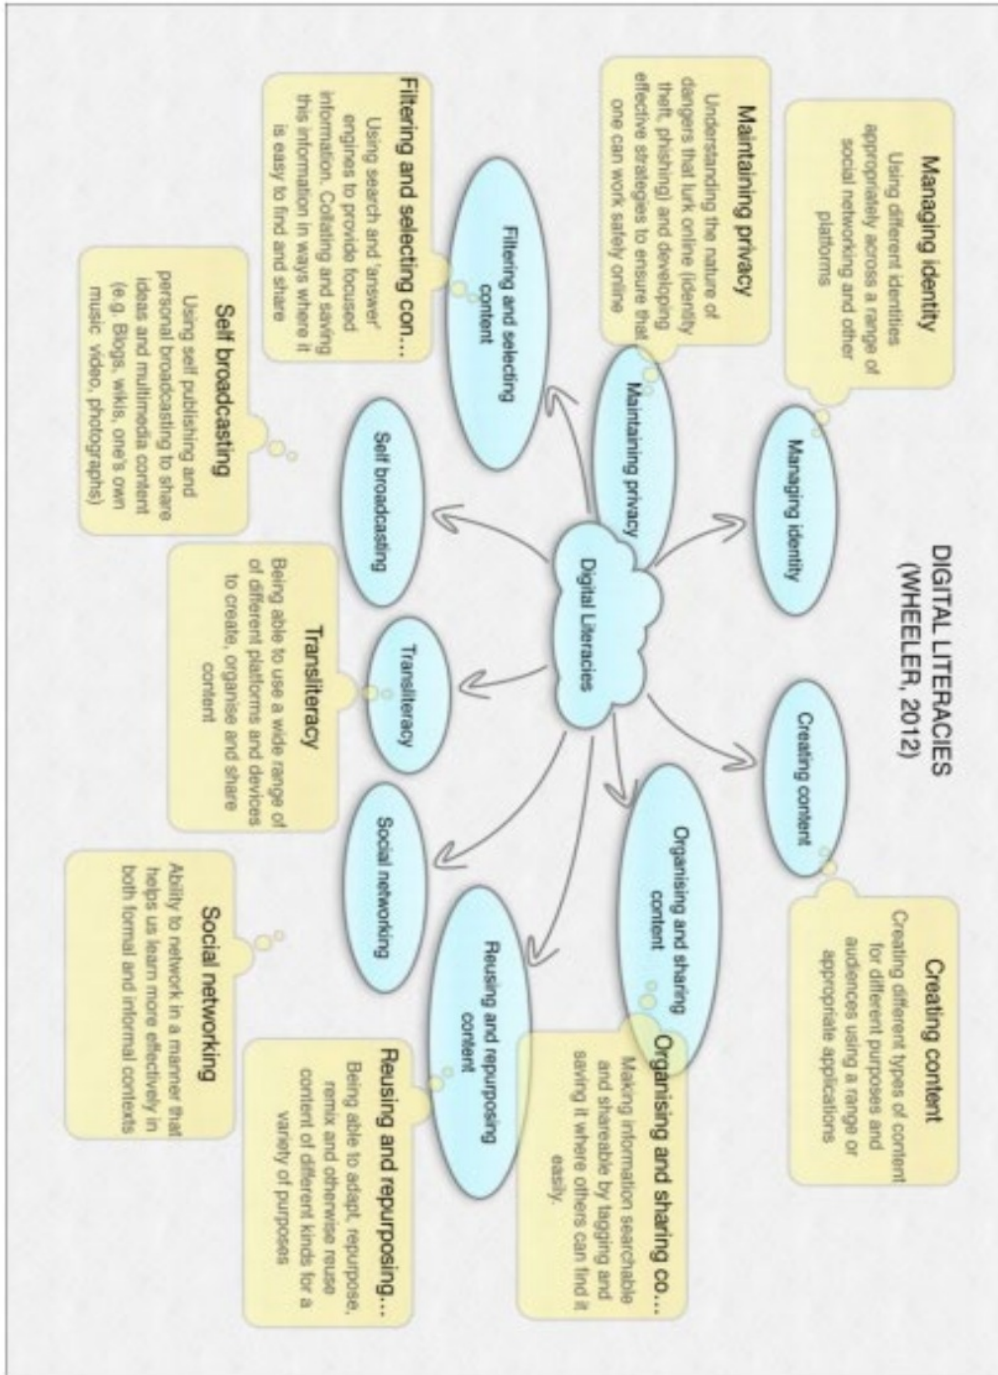 DIGITAL LITERACIES
(WHEELER, 2012)
Managing identity
Using different identities
appropriately across a range of
social networking and other
platforms
Managing identity
Creating content
Creating content
Creating different types of content
for different purposes and
audiences using a range or
appropriate applications
Maintaining privacy
Understanding the nature of
dangers that lurk online (identity
theft, phishing) and developing
effective strategies to ensure that
one can work safely online
Maintaining privacy
Digital Literacies
Organising and sharing
content
Organising and sharing co...
Making information searchable
and shareable by tagging and
saving it where others can find it
easily.
Filtering and selecting
content
Filtering and selecting con...
Using search and 'answer'
engines to provide focused
information. Collating and saving
this information in ways where it
is easy to find and share
Self broadcasting
Self broadcasting
Using self publishing and
personal broadcasting to share
ideas and multimedia content
(e.g. Blogs, wikis, one's own
music video, photographs)
Transliteracy
Transliteracy
Being able to use a wide range of
of different platforms and devices
to create, organise and share
content
Social networking
Social networking
Ability to network in a manner that
helps us learn more effectively in
both formal and informal contexts
Reusing and repurposing
content
Reusing and repurposing...
Being able to adapt, repurpose,
remix and otherwise reuse
content of different kinds for a
variety of purposes